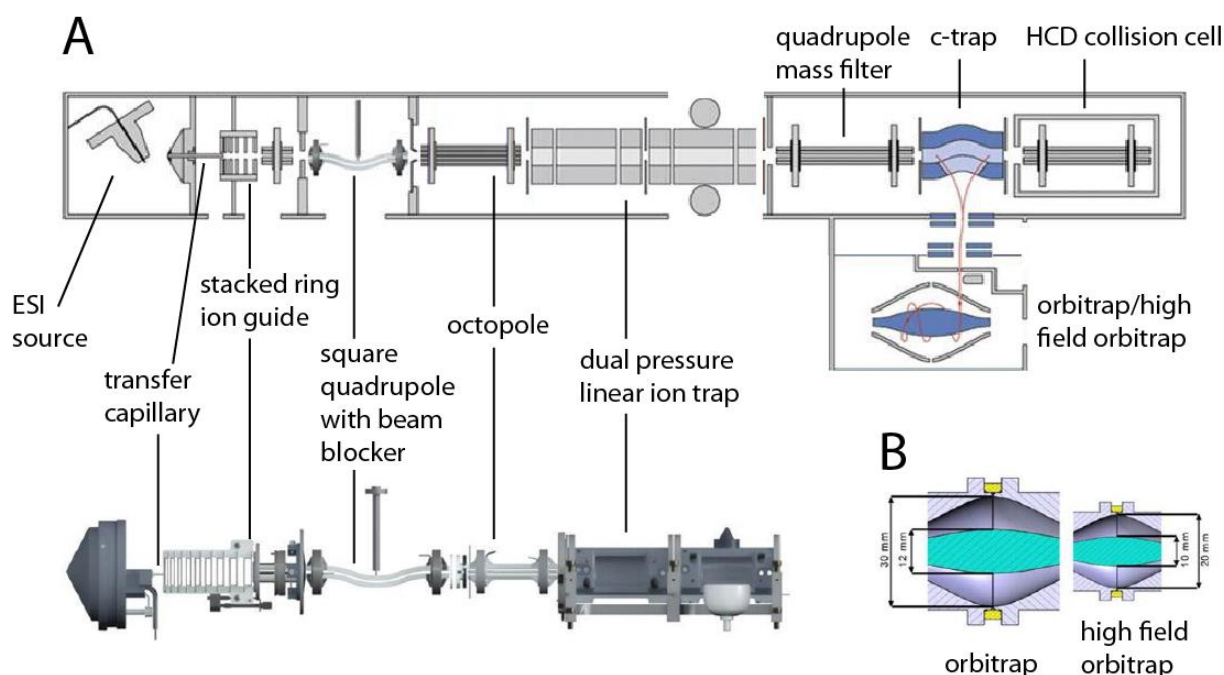 A
quadrupole
mass filter
c-trap
HCD collision cell
ESI
source
transfer
capillary
stacked ring
ion guide
square
quadrupole
with beam
blocker
octopole
dual pressure
linear ion trap
orbitrap/high
field orbitrap
B
30 mm
12 mm
10 mm
20 mm
orbitrap
high field
orbitrap